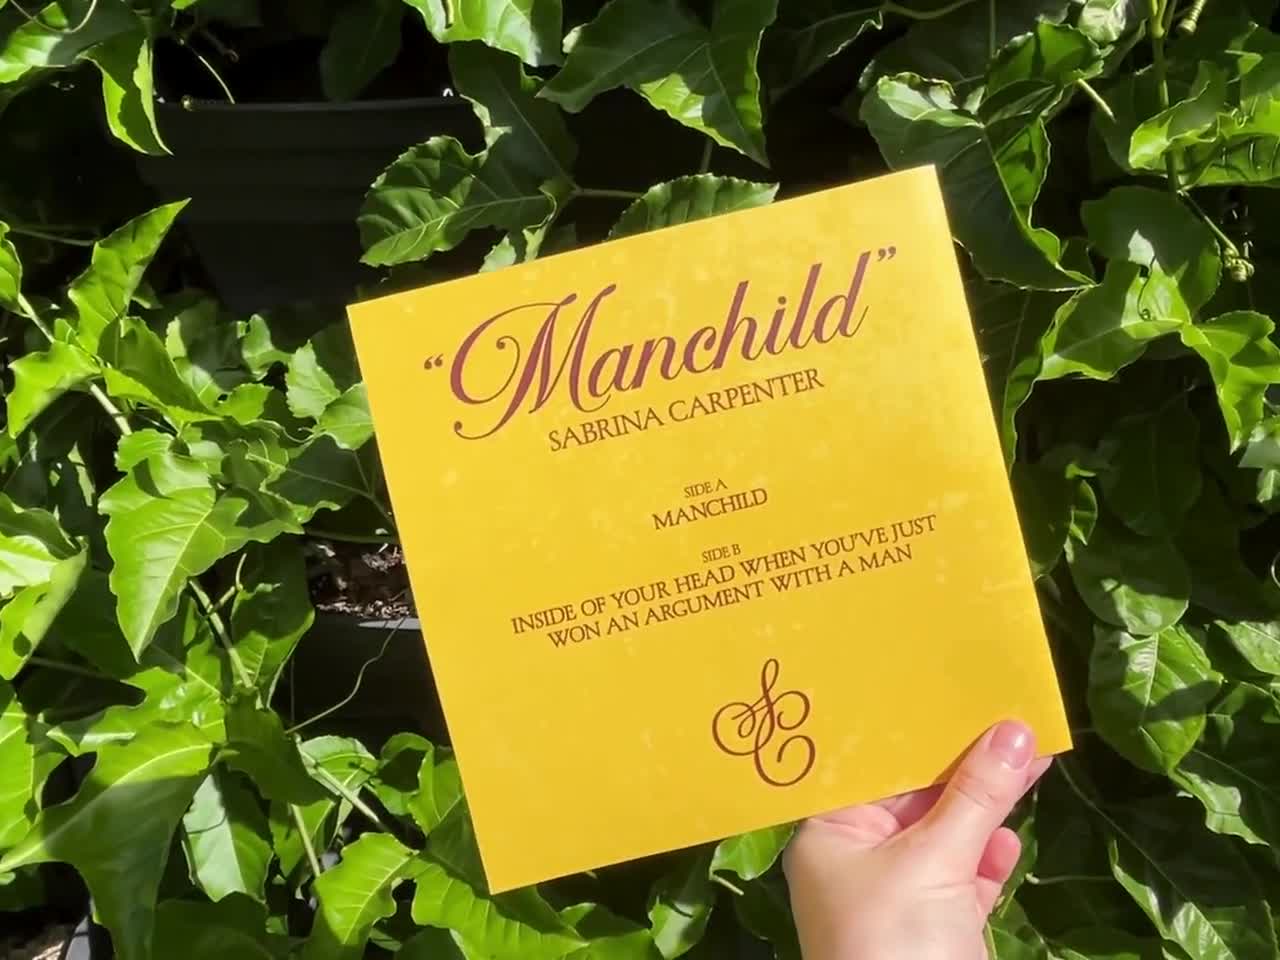 “Manchild”
SABRINA CARPENTER
SIDE A
MANCHILD
SIDE B
INSIDE OF YOUR HEAD WHEN YOU'VE JUST
WON AN ARGUMENT WITH A MAN
SC